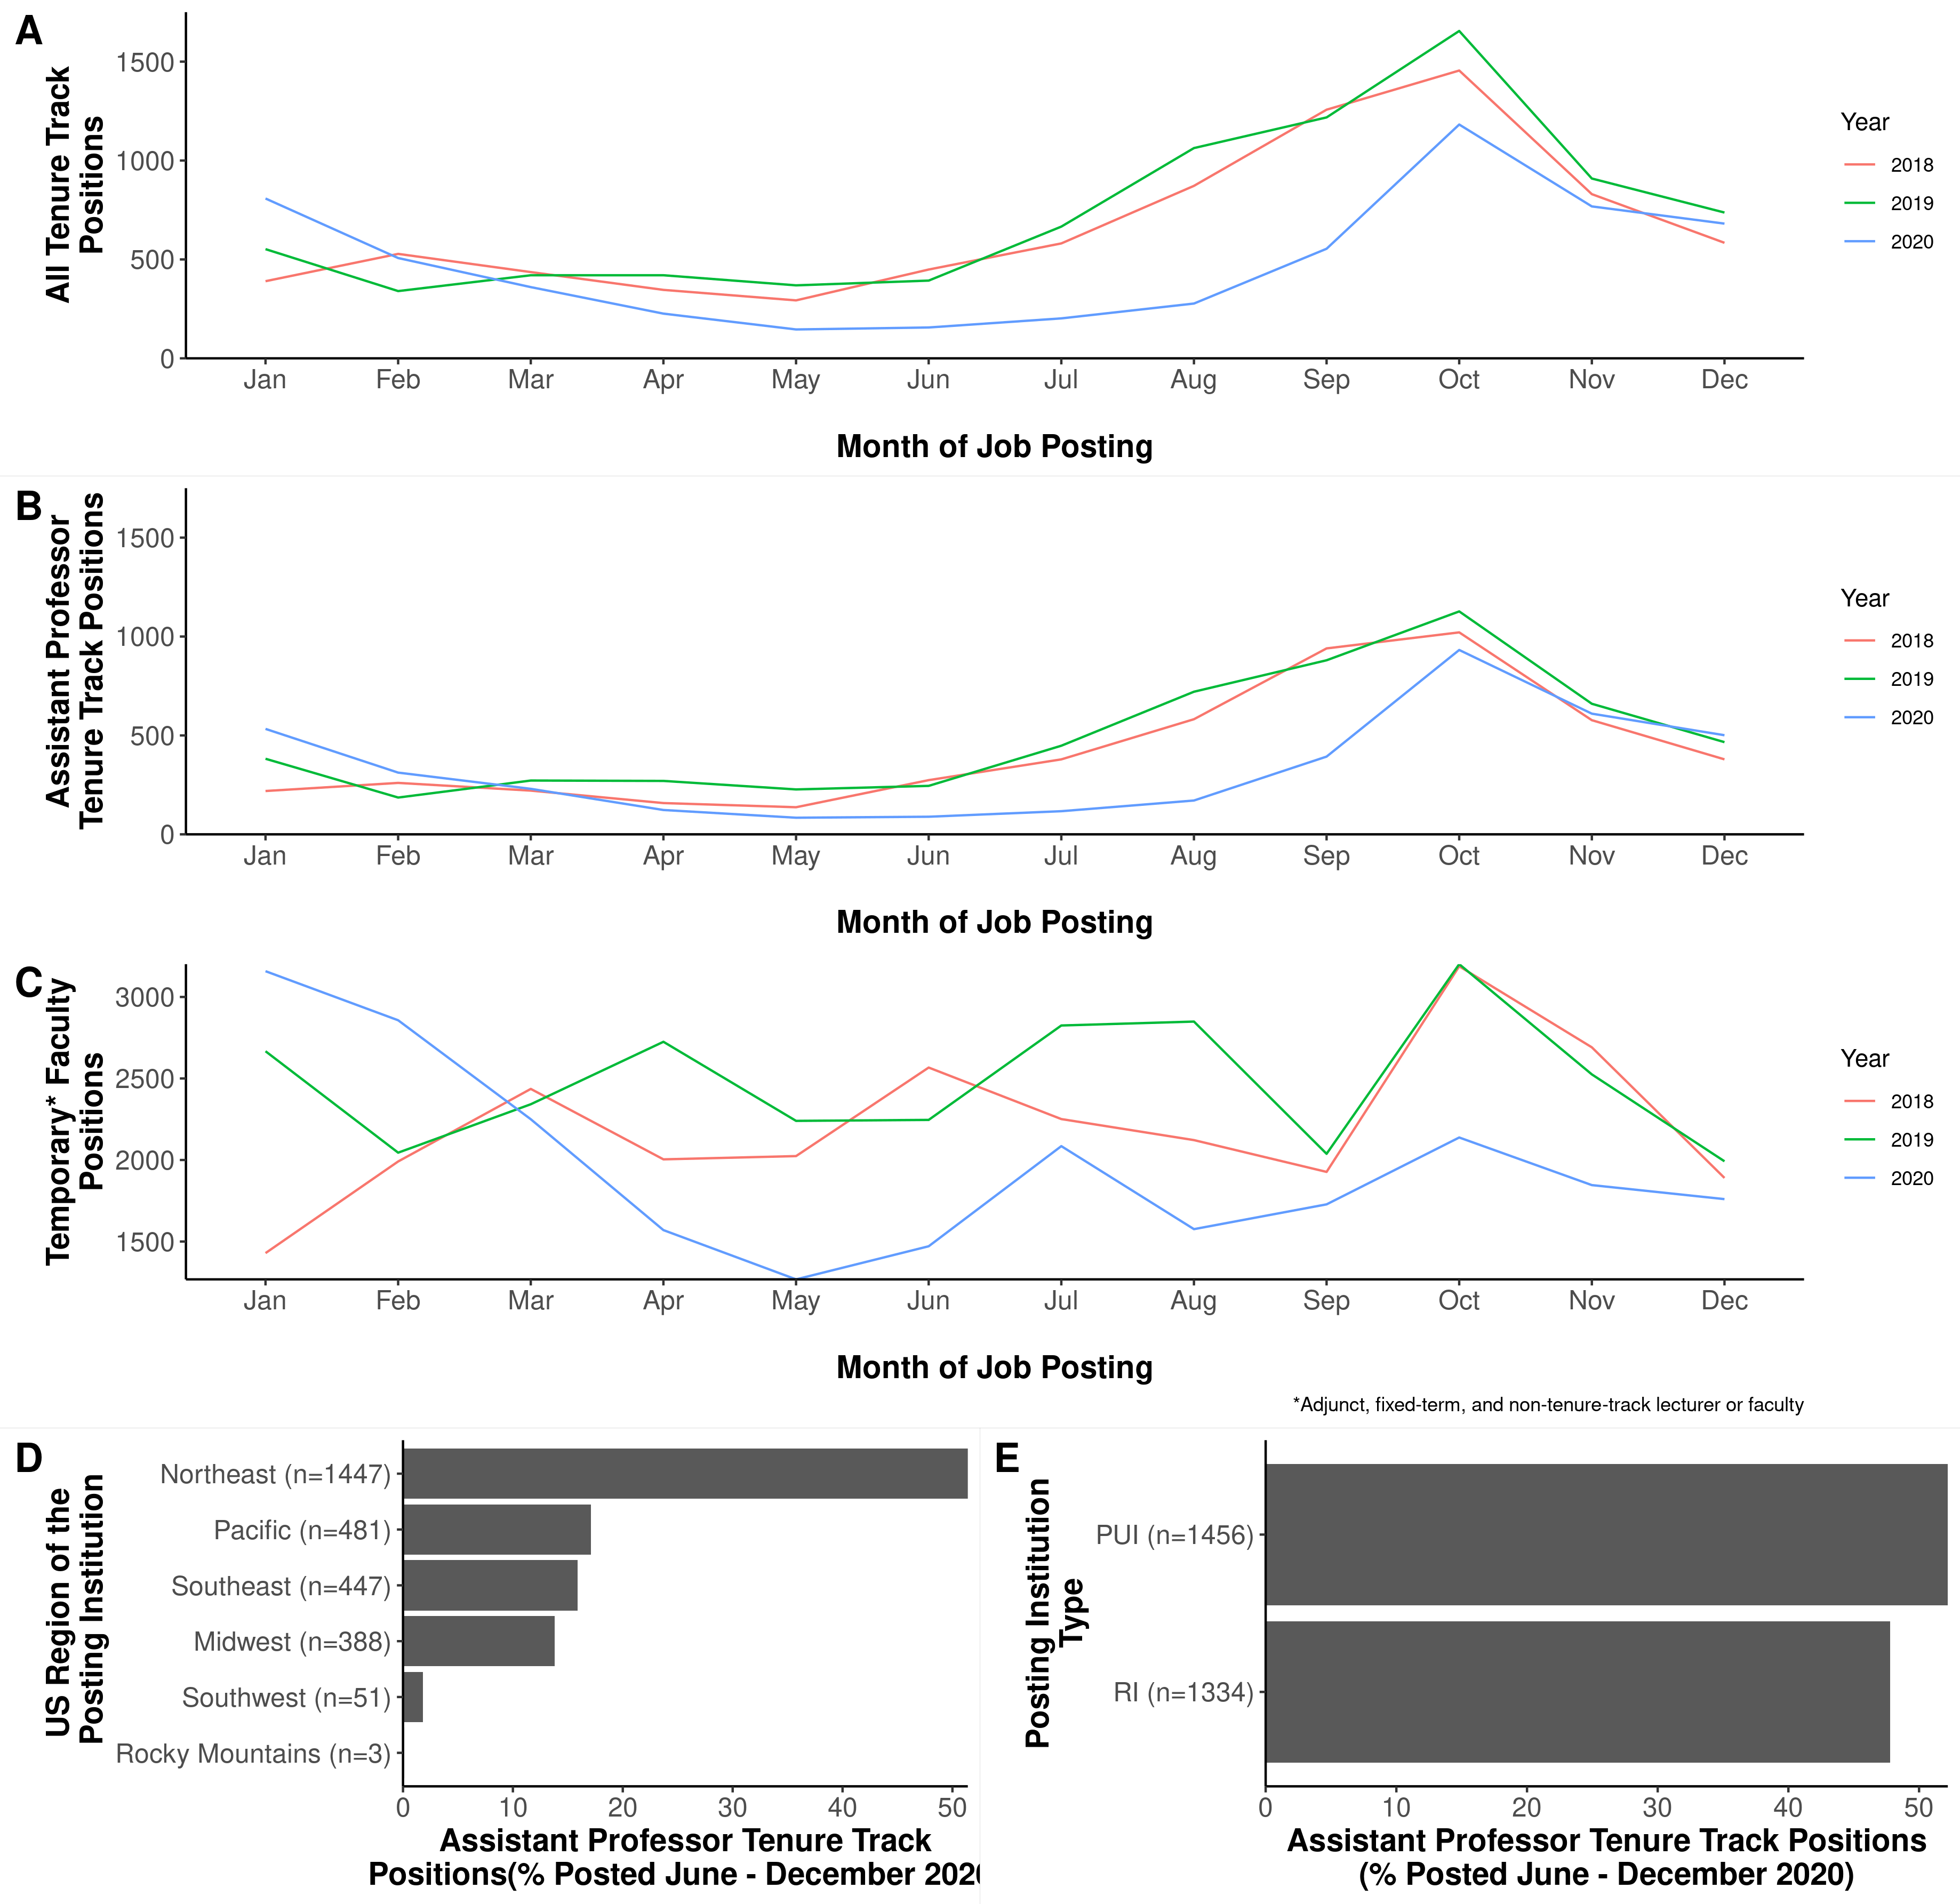 A
All Tenure Track
Positions
1500
1000
500
0
Jan Feb Mar Apr May Jun Jul Aug Sep Oct Nov Dec
Month of Job Posting
Year
2018
2019
2020
B
Assistant Professor
Tenure Track Positions
1500
1000
500
0
Jan Feb Mar Apr May Jun Jul Aug Sep Oct Nov Dec
Month of Job Posting
Year
2018
2019
2020
C
Temporary* Faculty
Positions
3000
2500
2000
1500
Jan Feb Mar Apr May Jun Jul Aug Sep Oct Nov Dec
Month of Job Posting
Year
2018
2019
2020
*Adjunct, fixed-term, and non-tenure-track lecturer or faculty
D
US Region of the
Posting Institution
Northeast (n=1447)
Pacific (n=481)
Southeast (n=447)
Midwest (n=388)
Southwest (n=51)
Rocky Mountains (n=3)
0 10 20 30 40 50
Assistant Professor Tenure Track
Positions(% Posted June - December 202
E
Posting Institution
Type
PUI (n=1456)
RI (n=1334)
0 10 20 30 40 50
Assistant Professor Tenure Track Positions
(% Posted June - December 2020)